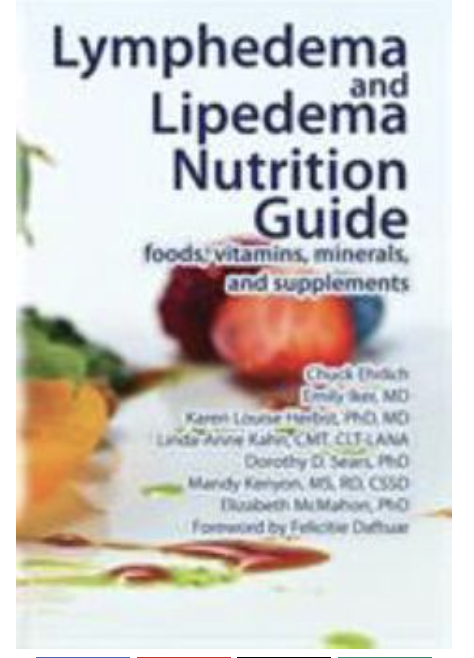 Lymphedema
and
Lipedema
Nutrition
Guide
foods, vitamins, minerals,
and supplements
Chuck Ehrlich
Emily Iker, MD
Karen Louise Herbst, PhD, MD
Linda-Anne Kahn, CMT, CLT-LANA
Dorothy D. Sears, PhD
Mandy Kenyon, MS, RD, CSSD
Elizabeth McMahon, PhD
Foreword by Felicitie Daftuar